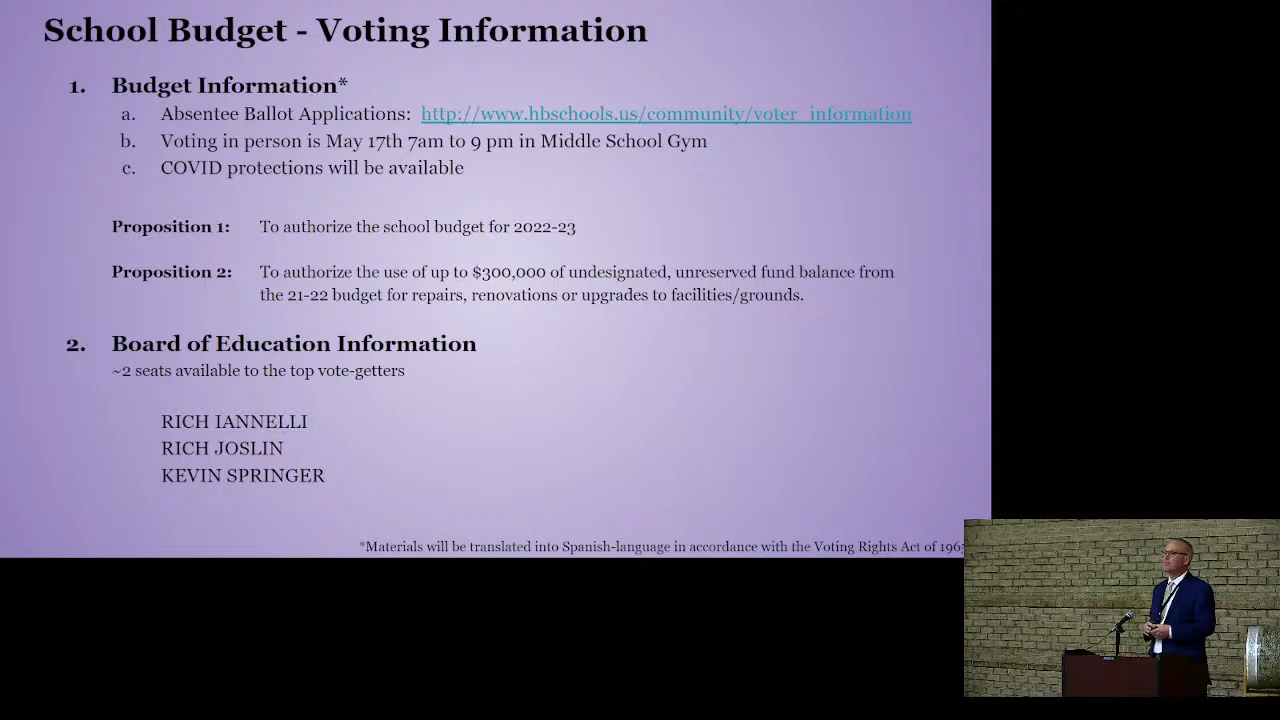 School Budget - Voting Information
1. Budget Information*
a. Absentee Ballot Applications: http://www.hbschools.us/community/voter_information
b. Voting in person is May 17th 7am to 9 pm in Middle School Gym
c. COVID protections will be available
Proposition 1: To authorize the school budget for 2022-23
Proposition 2: To authorize the use of up to $300,000 of undesignated, unreserved fund balance from
the 21-22 budget for repairs, renovations or upgrades to facilities/grounds.
2. Board of Education Information
~2 seats available to the top vote-getters
RICH IANNELLI
RICH JOSLIN
KEVIN SPRINGER
*Materials will be translated into Spanish-language in accordance with the Voting Rights Act of 1965